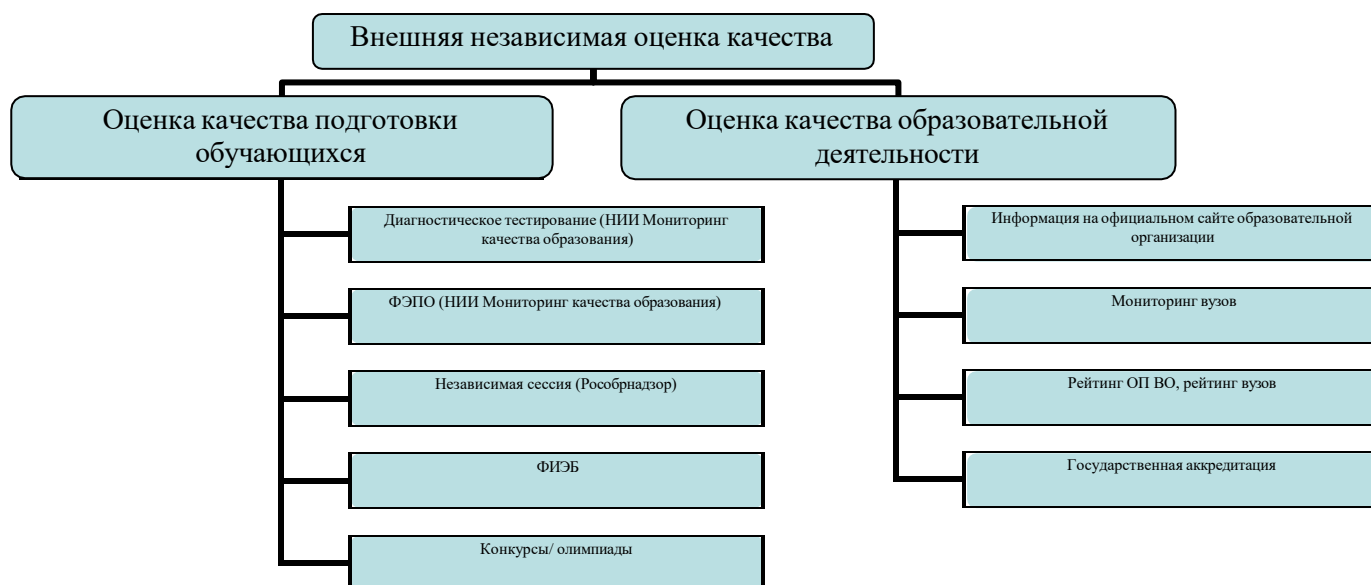 Внешняя независимая оценка качества
Оценка качества подготовки
обучающихся
Оценка качества образовательной
деятельности
Диагностическое тестирование (НИИ Мониторинг
качества образования)
ФЭПО (НИИ Мониторинг качества образования)
Независимая сессия (Рособрнадзор)
ФИЭБ
Конкурсы/ олимпиады
Информация на официальном сайте образовательной
организации
Мониторинг вузов
Рейтинг ОП ВО, рейтинг вузов
Государственная аккредитация